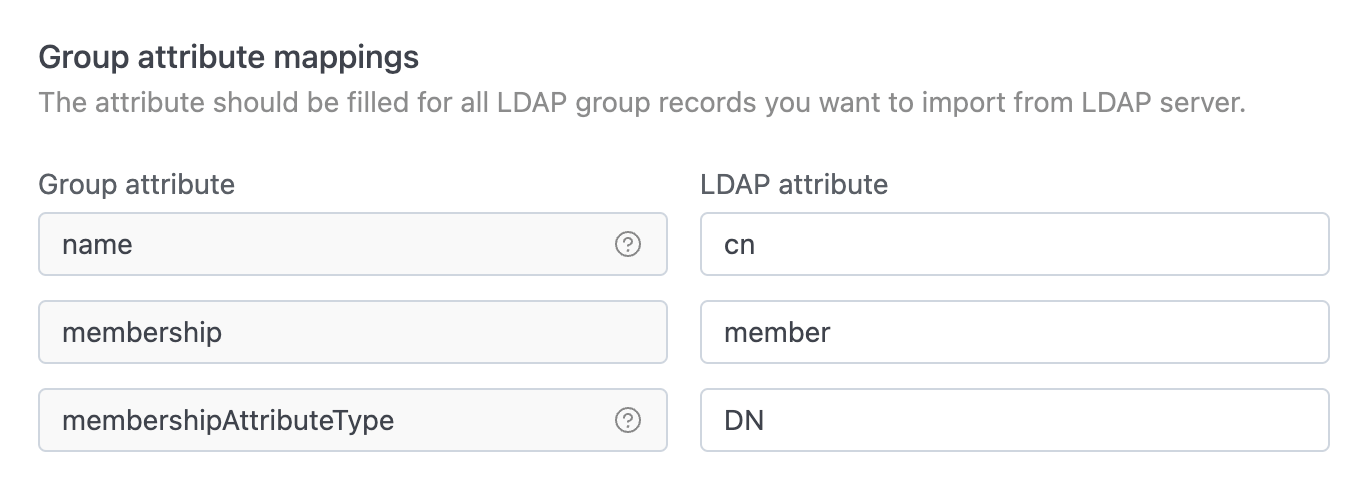 Group attribute mappings
The attribute should be filled for all LDAP group records you want to import from LDAP server.
Group attribute LDAP attribute
name ? cn
membership member
membershipAttributeType ? DN